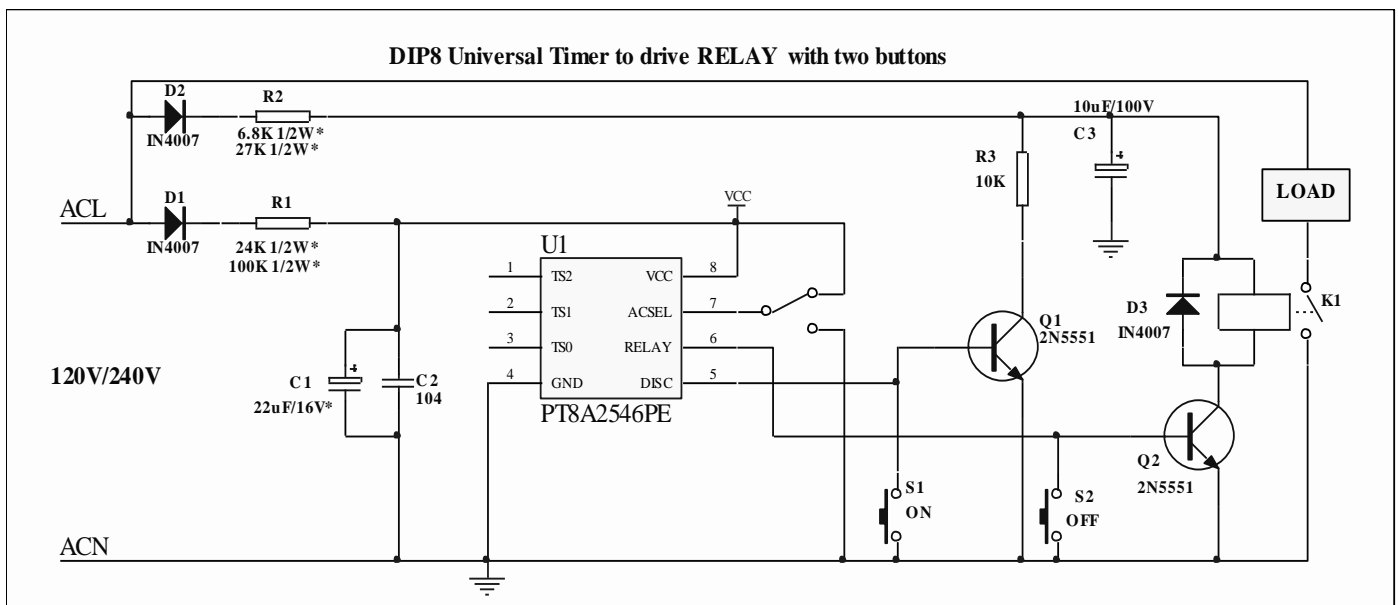 DIP8 Universal Timer to drive RELAY with two buttons
D2
R2
IN4007
6.8K 1/2W*
27K 1/2W*
10uF/100V
C3
R3
10K
LOAD
ACL
D1
R1
IN4007
24K 1/2W*
100K 1/2W*
VCC
U1
1 TS2 VCC 8
2 TS1 ACSEL 7
3 TS0 RELAY 6
4 GND DISC 5
PT8A2546PE
Q1
2N5551
D3
IN4007
K1
120V/240V
C1
22uF/16V*
C2
104
Q2
2N5551
S1
ON
S2
OFF
ACN